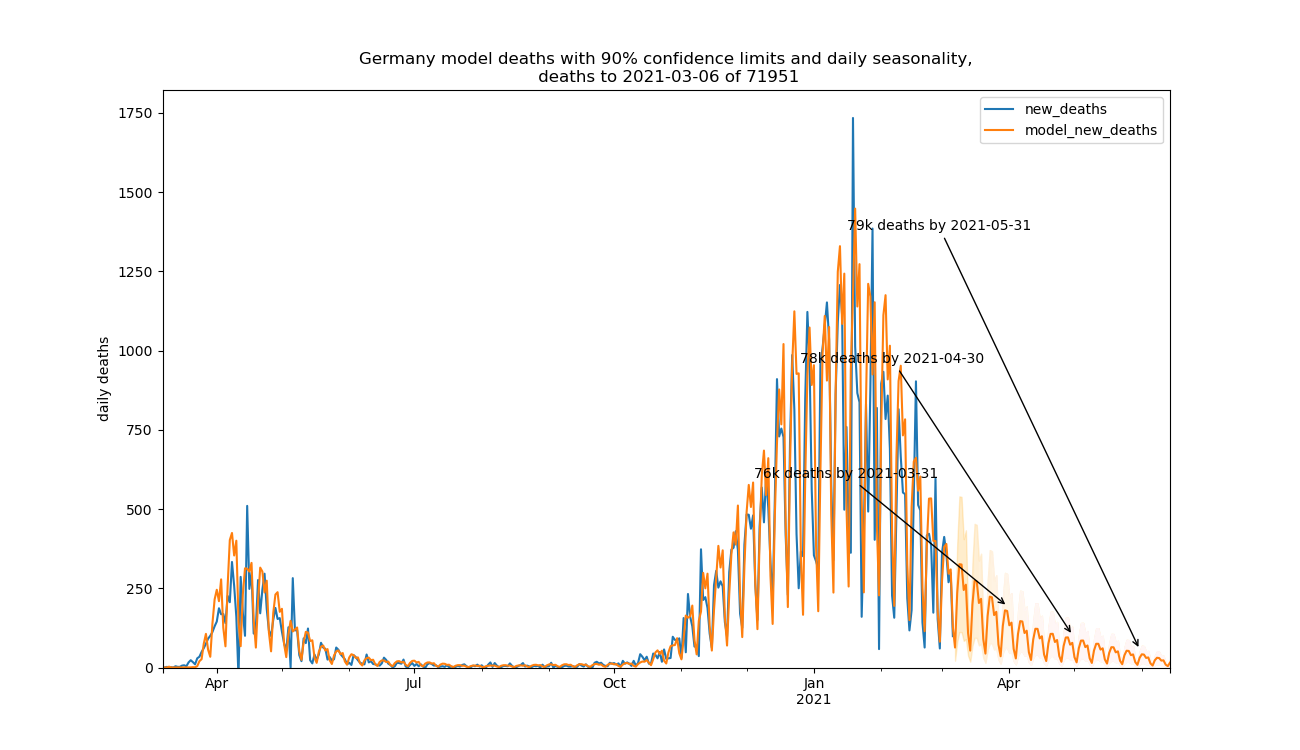 Germany model deaths with 90% confidence limits and daily seasonality,
deaths to 2021-03-06 of 71951
new_deaths
model_new_deaths
daily deaths
1750
1500
1250
1000
750
500
250
0
79k deaths by 2021-05-31
78k deaths by 2021-04-30
76k deaths by 2021-03-31
Apr
Jul
Oct
Jan
2021
Apr